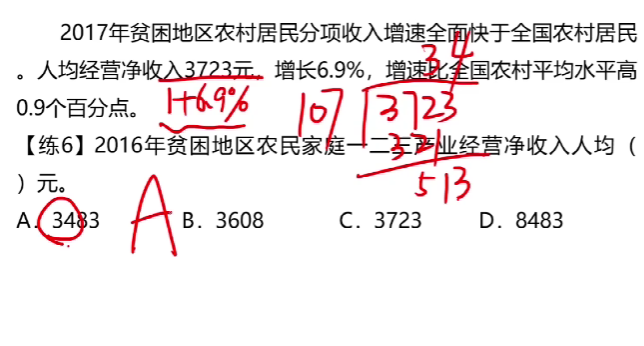 2017年贫困地区农村居民分项收入增速全面快于全国农村居民
34
。人均经营净收入3723元，增长6.9%，增速比全国农村平均水平高
0.9个百分点。
1+6.9%
107 3723
【练6】2016年贫困地区农民家庭一二三产业经营净收入人均（
321
）元。
513
A．3483 B．3608 C．3723 D．8483
A